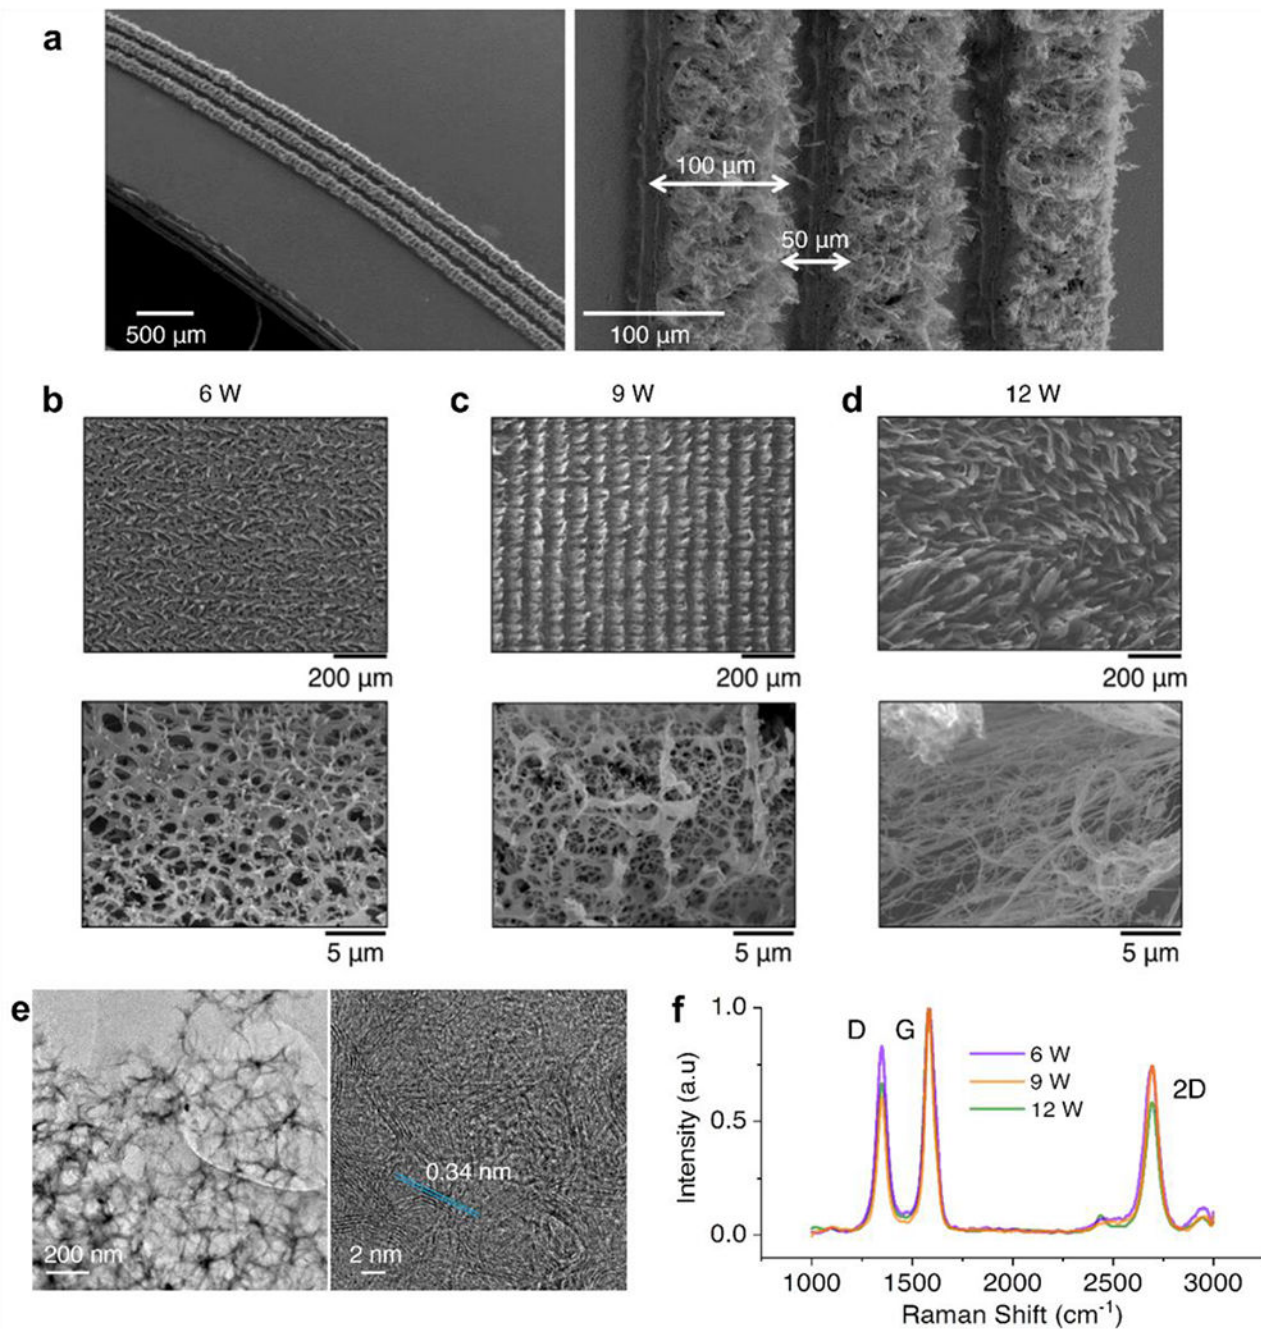 a
100 µm
50 µm
500 µm
100 µm
b
6 W
c
9 W
d
12 W
200 µm
200 µm
200 µm
5 µm
5 µm
5 µm
e
0.34 nm
200 nm
2 nm
f
1.0
D
G
6 W
9 W
12 W
2D
0.5
0.0
Intensity (a.u)
1000
1500
2000
2500
3000
Raman Shift (cm⁻¹)